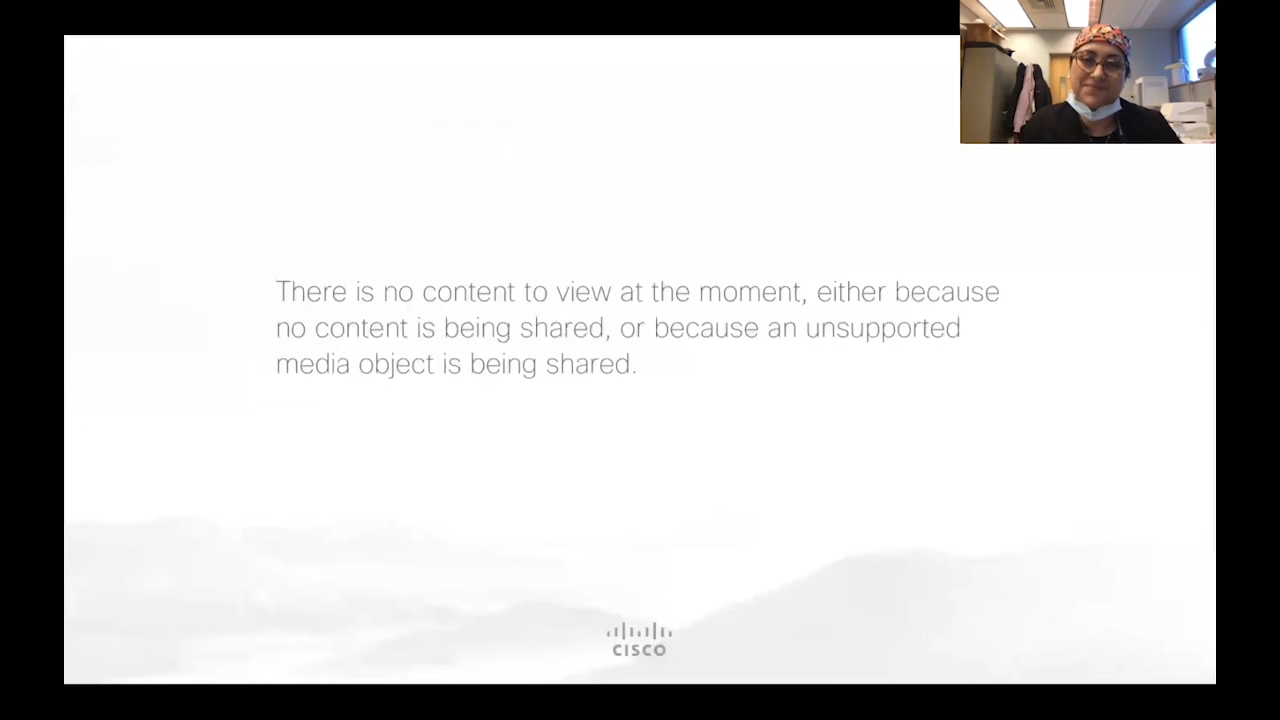 There is no content to view at the moment, either because
no content is being shared, or because an unsupported
media object is being shared.
CISCO